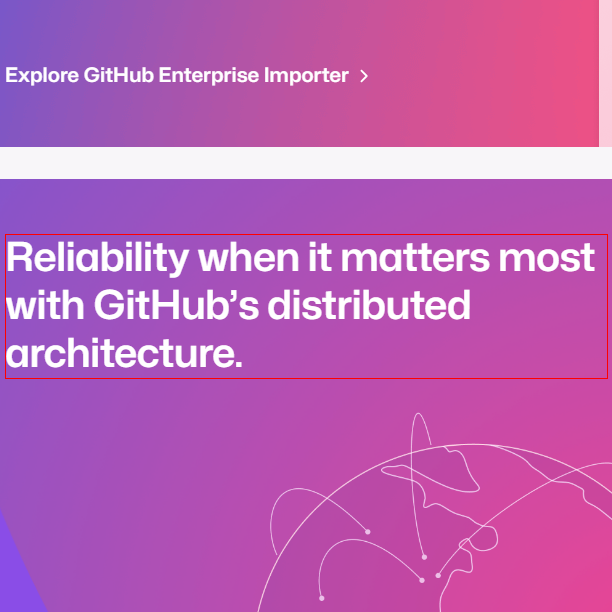 Explore GitHub Enterprise Importer
Reliability when it matters most
with GitHub’s distributed
architecture.